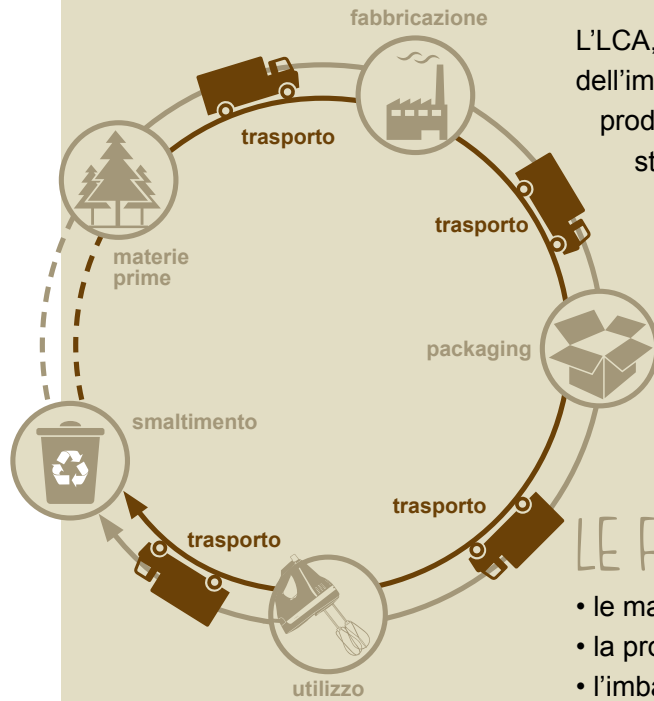 fabbricazione
trasporto
materie
prime
trasporto
packaging
smaltimento
trasporto
trasporto
utilizzo
L’LCA,
dell’im
prod
st
LE
• le ma
• la pro
• l’imba